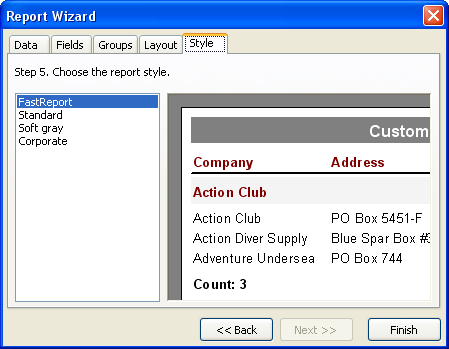 Report Wizard
Data Fields Groups Layout Style
Step 5. Choose the report style.
FastReport
Standard
Soft gray
Corporate
Custom
Company Address
Action Club
Action Club PO Box 5451-F
Action Diver Supply Blue Spar Box #3
Adventure Undersea PO Box 744
Count: 3
<< Back Next >> Finish